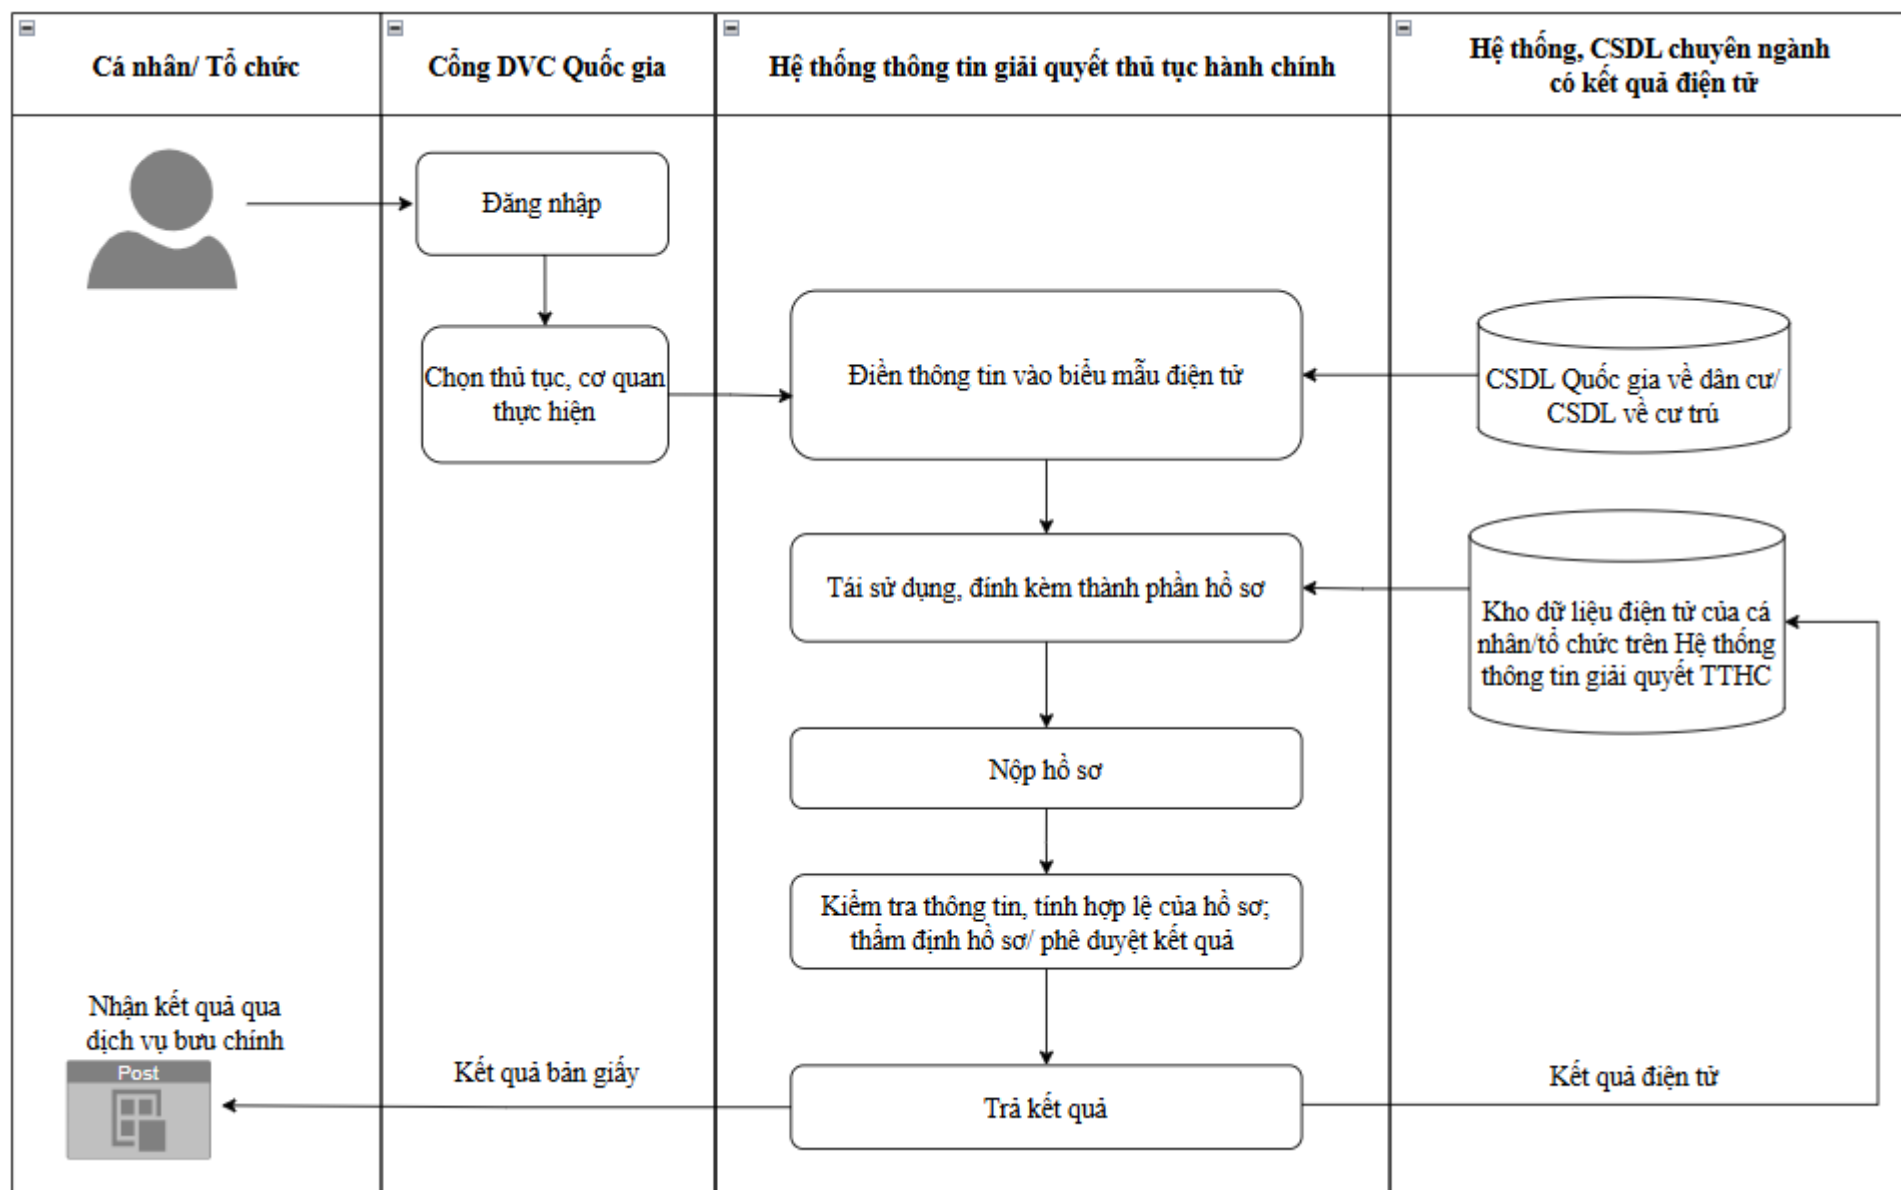 Cá nhân/ Tổ chức
Cổng DVC Quốc gia
Hệ thống thông tin giải quyết thủ tục hành chính
Hệ thống, CSDL chuyên ngành
có kết quả điện tử
Đăng nhập
Chọn thủ tục, cơ quan
thực hiện
Điền thông tin vào biểu mẫu điện tử
CSDL Quốc gia về dân cư/
CSDL về cư trú
Tái sử dụng, đính kèm thành phần hồ sơ
Kho dữ liệu điện tử của cá
nhân/tổ chức trên Hệ thống
thông tin giải quyết TTHC
Nộp hồ sơ
Kiểm tra thông tin, tính hợp lệ của hồ sơ;
thẩm định hồ sơ/ phê duyệt kết quả
Nhận kết quả qua
dịch vụ bưu chính
Post
Kết quả bản giấy
Trả kết quả
Kết quả điện tử